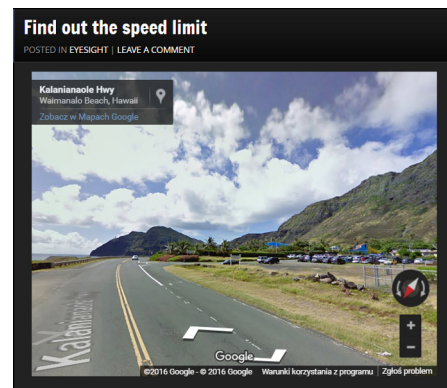 Find out the speed limit
POSTED IN EYESIGHT | LEAVE A COMMENT
Kalanianaole Hwy
Waimanalo Beach, Hawaii
Zobacz w Mapach Google
Kalanianaole
+
−
Google
©2016 Google - ©2016 Google Warunki korzystania z programu Zgłoś problem